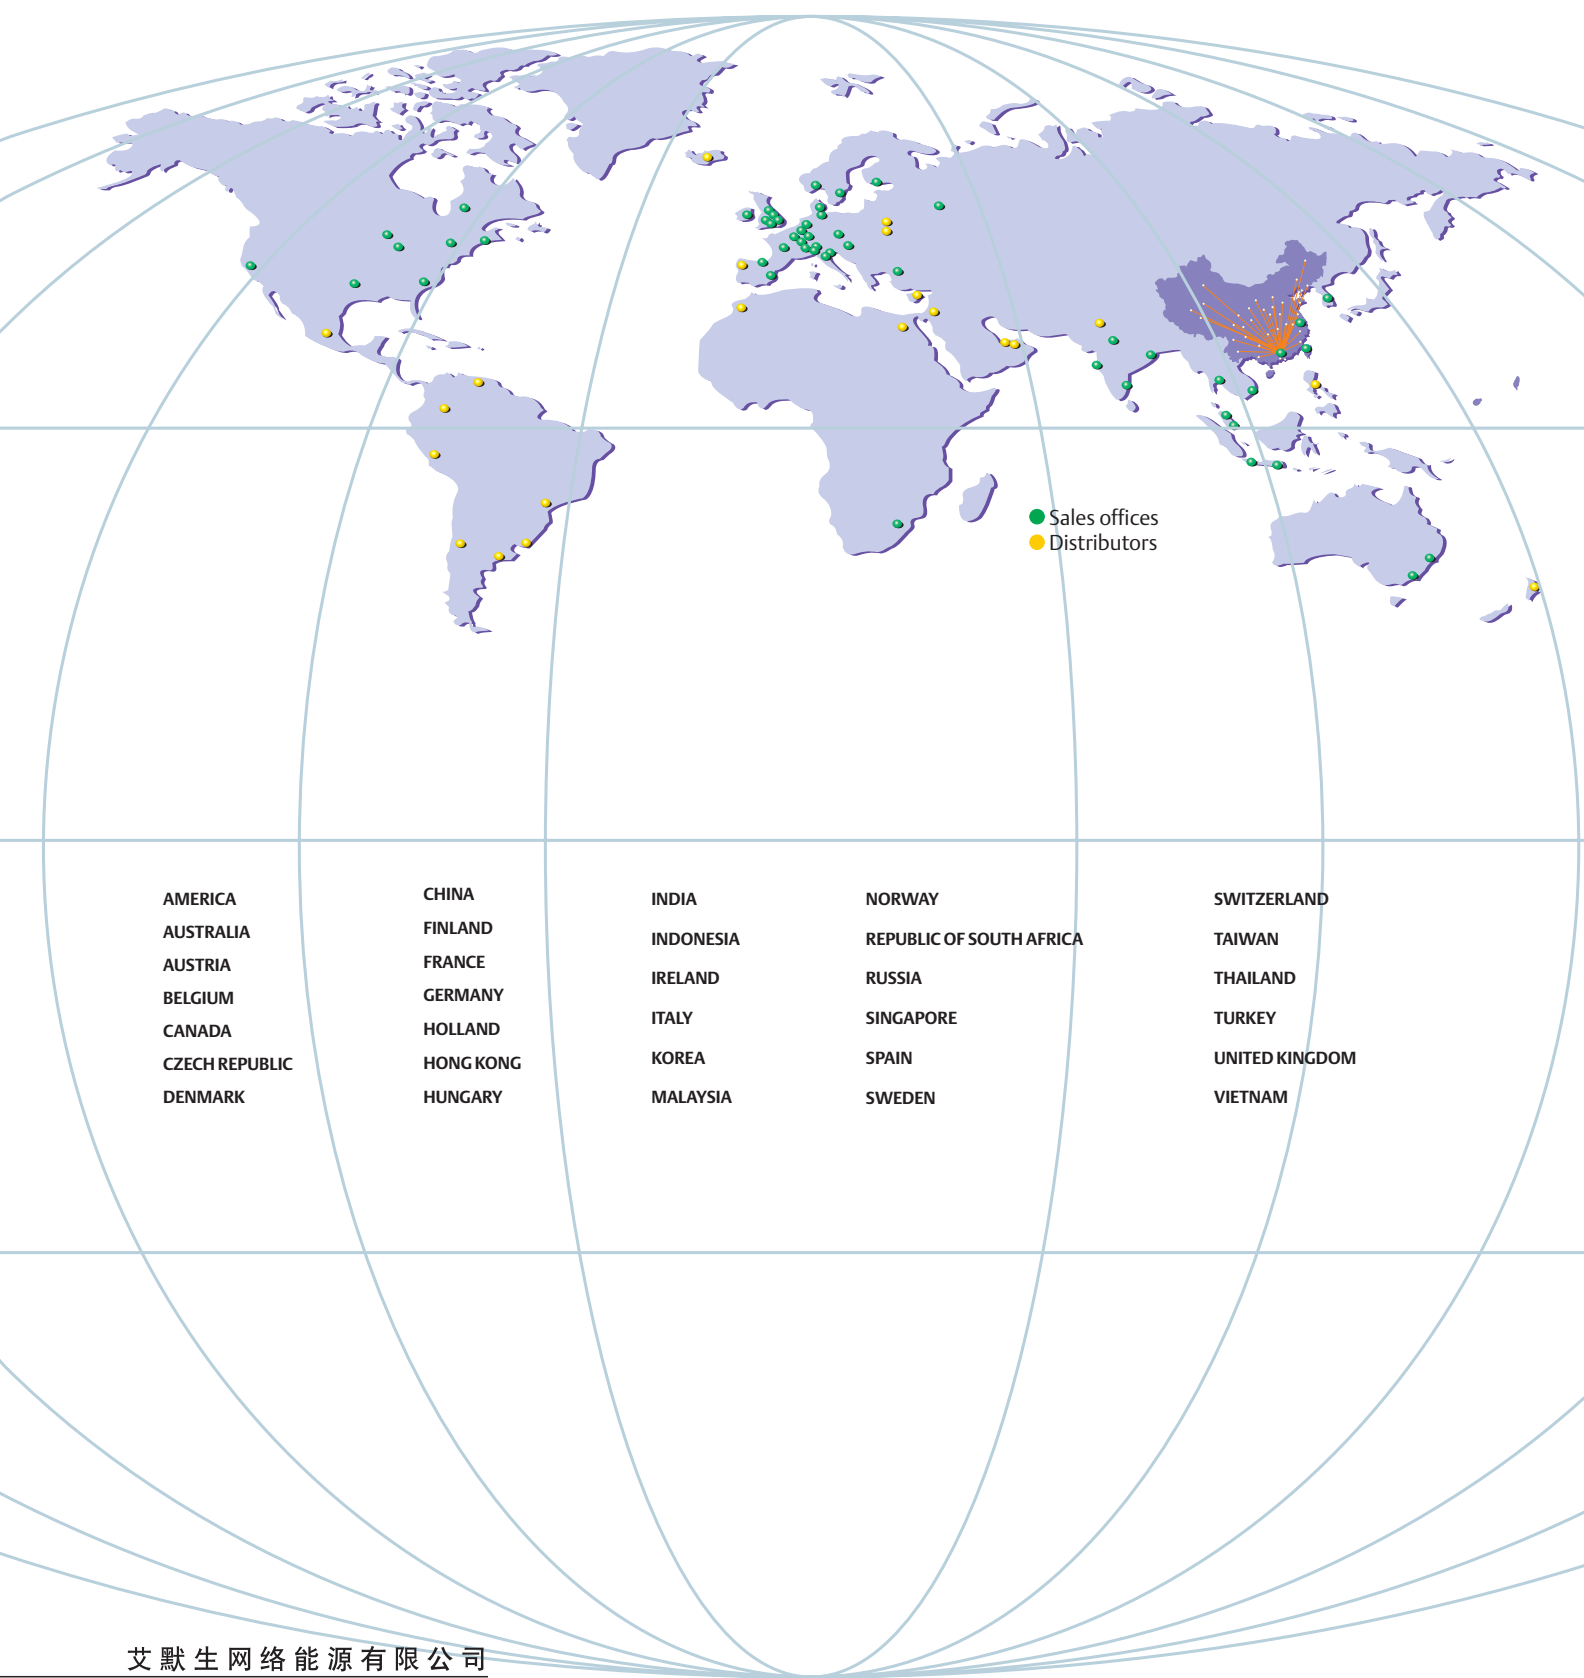 Sales offices
Distributors
AMERICA
AUSTRALIA
AUSTRIA
BELGIUM
CANADA
CZECH REPUBLIC
DENMARK
CHINA
FINLAND
FRANCE
GERMANY
HOLLAND
HONG KONG
HUNGARY
INDIA
INDONESIA
IRELAND
ITALY
KOREA
MALAYSIA
NORWAY
REPUBLIC OF SOUTH AFRICA
RUSSIA
SINGAPORE
SPAIN
SWEDEN
SWITZERLAND
TAIWAN
THAILAND
TURKEY
UNITED KINGDOM
VIETNAM
艾默生网络能源有限公司